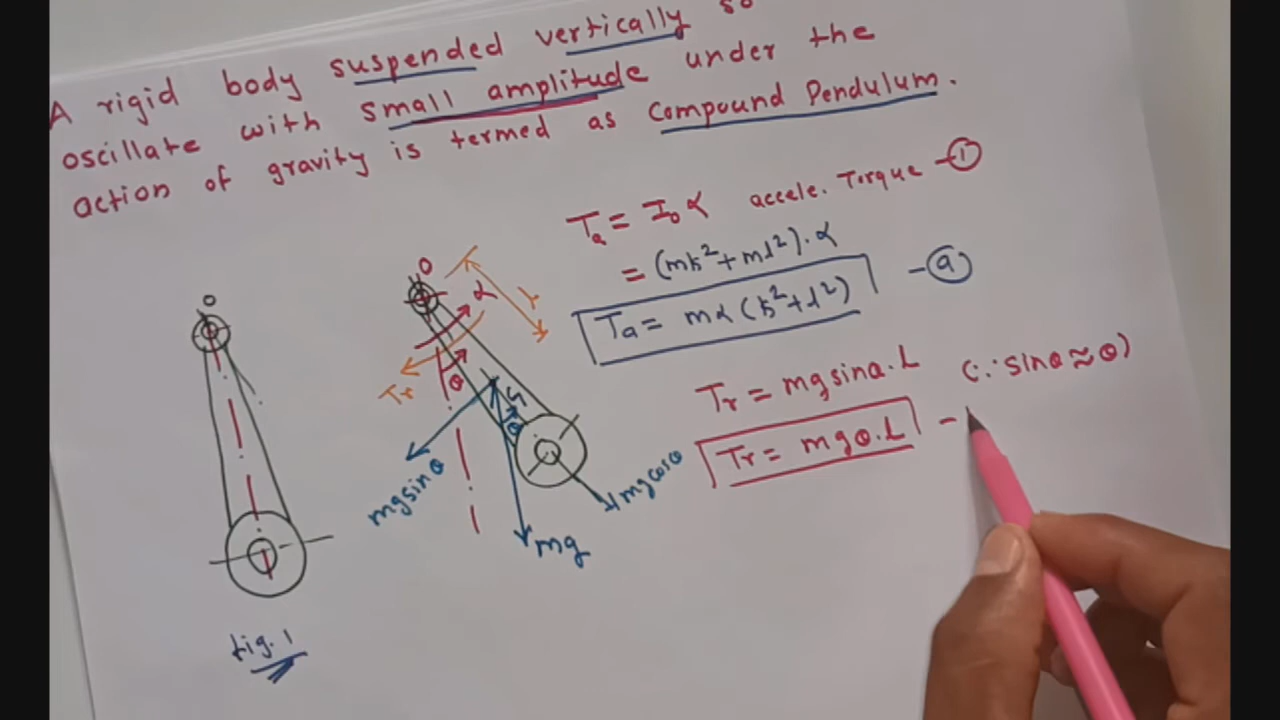 A rigid body suspended vertically so
oscillate with small amplitude under the
action of gravity is termed as Compound Pendulum.
Ta = I₀ α accele. Torque - ①
= (mk² + ml²). α
Ta = mα (k² + l²) - ⓐ
Tr = mg sinθ. L (∵ sinθ ≈ θ)
Tr = mgθ. L -
O
O
α
Tr
θ
G
θ
mg sinθ
mg cosθ
mg
fig. 1